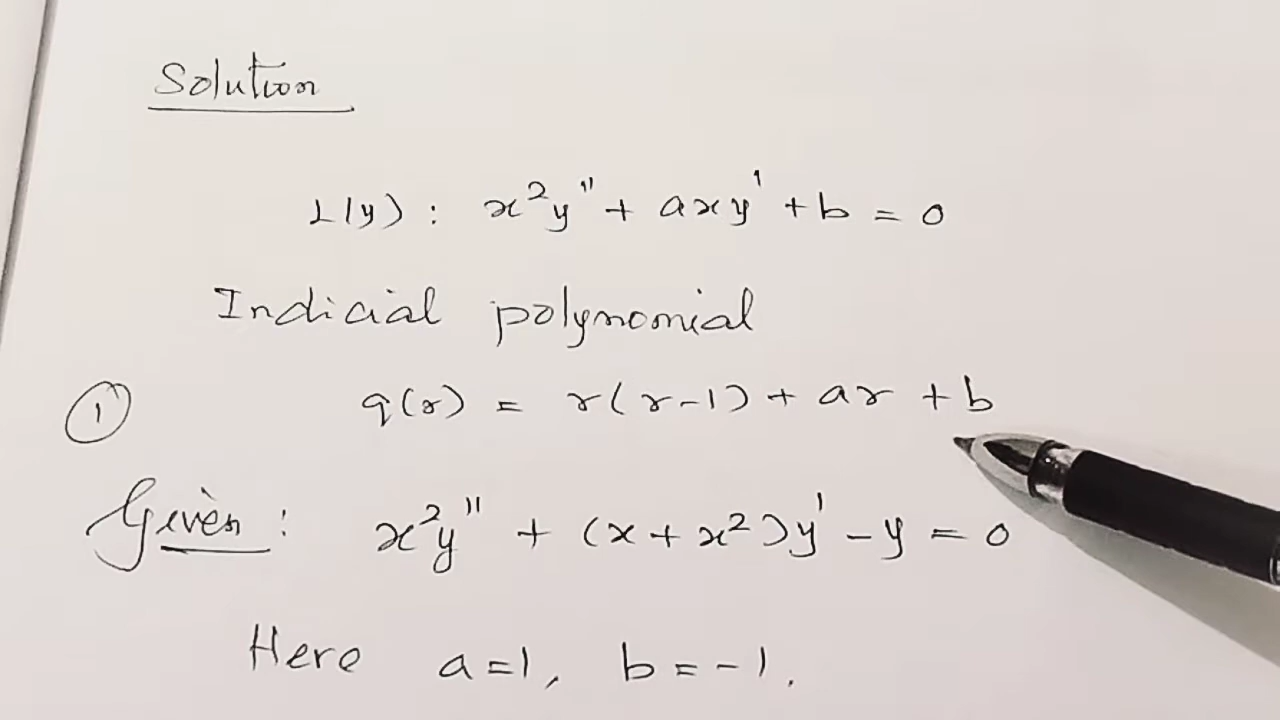 Solution
L(y) : x²y'' + axy' + b = 0
Indicial polynomial
① q(r) = r(r-1) + ar + b
Given : x²y'' + (x + x²)y' - y = 0
Here a=1, b=-1.